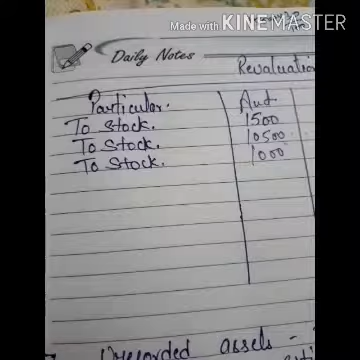 Made with KINEMASTER
Daily Notes
Revaluation
Particular. Amt
To Stock. 1500
To Stock. 10500
To Stock. 1000
Unrecorded assets -